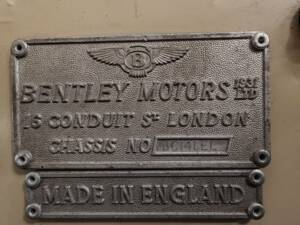 B
BENTLEY MOTORS 1931 LTD
16 CONDUIT ST LONDON
CHASSIS NO
MADE IN ENGLAND